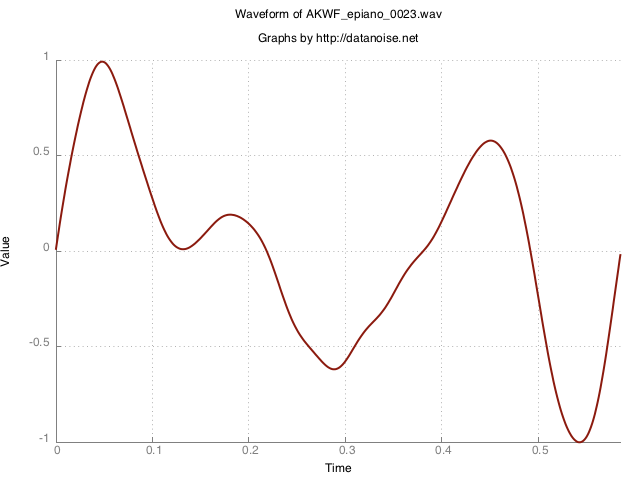 Waveform of AKWF_epiano_0023.wav
Graphs by http://datanoise.net
1
0.5
0
-0.5
-1
Value
0 0.1 0.2 0.3 0.4 0.5
Time